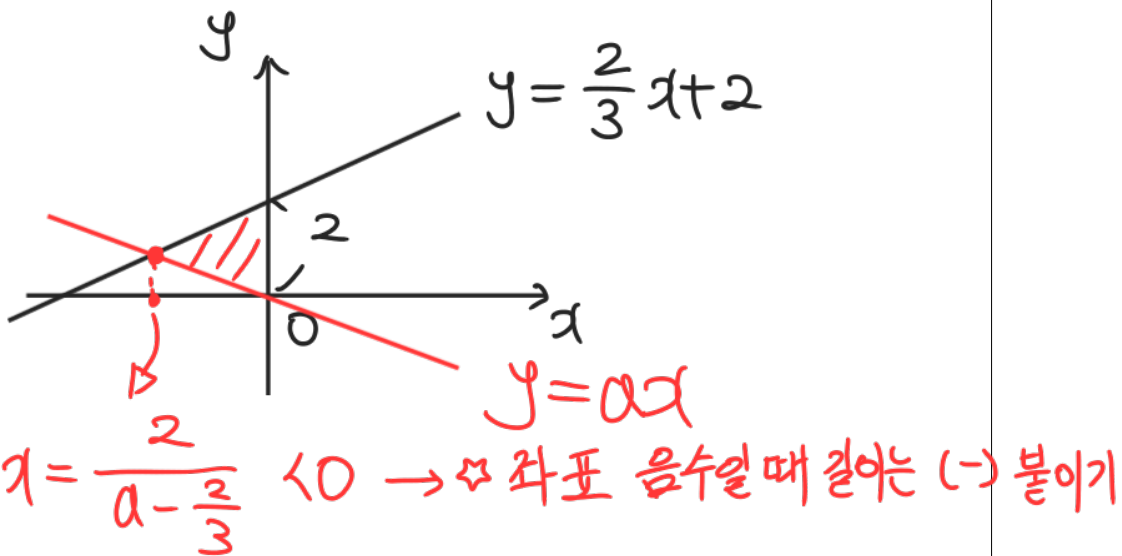 y
y = 2/3 x + 2
2
0
x
y = ax
x = 2/(a - 2/3) < 0 → ☆ 좌표 음수일 때 길이는 (-) 붙이기